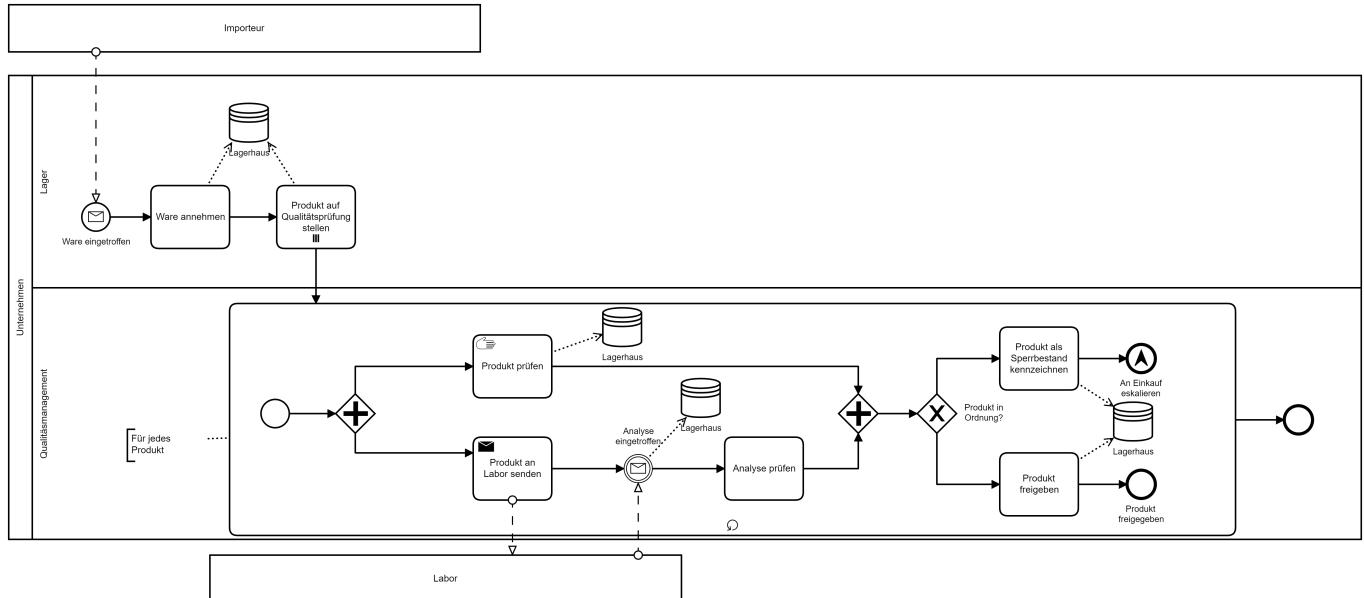 Importeur
Unternehmen
Lager
Lagerhaus
Ware eingetroffen
Ware annehmen
Produkt auf
Qualitätsprüfung
stellen
Qualitäsmanagement
Für jedes
Produkt
Produkt prüfen
Lagerhaus
Produkt an
Labor senden
Analyse
eingetroffen
Lagerhaus
Analyse prüfen
Produkt in
Ordnung?
Produkt als
Sperrbestand
kennzeichnen
An Einkauf
eskalieren
Lagerhaus
Produkt
freigeben
Produkt
freigegeben
Labor